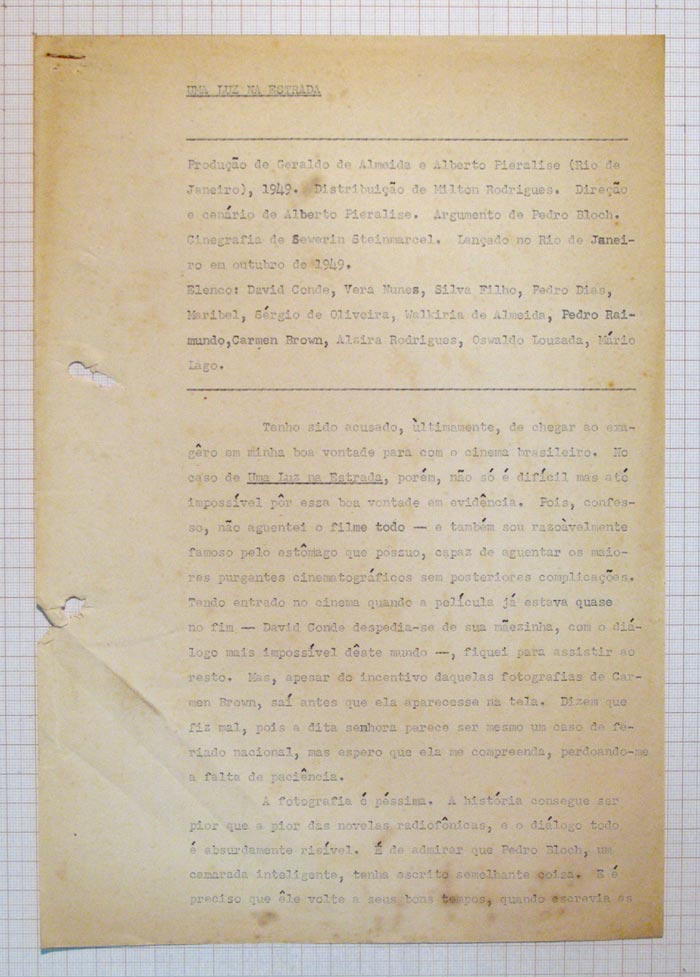 UMA LUZ NA ESTRADA
Produção de Geraldo de Almeida e Alberto Pieralise (Rio de
Janeiro), 1949. Distribuição de Milton Rodrigues. Direção
e cenário de Alberto Pieralise. Argumento de Pedro Bloch.
Cinegrafia de Sewerin Steinmarcel. Lançado no Rio de Janei-
ro em outubro de 1949.
Elenco: David Conde, Vera Nunes, Silva Filho, Pedro Dias,
Maribel, Sérgio de Oliveira, Walkiria de Almeida, Pedro Rai-
mundo,Carmen Brown, Alzira Rodrigues, Oswaldo Louzada, Mário
Lago.
Tenho sido acusado, ùltimamente, de chegar ao exa-
gêro em minha boa vontade para com o cinema brasileiro. No
caso de Uma Luz na Estrada, porém, não só é difícil mas até
impossível pôr essa boa vontade em evidência. Pois, confes-
so, não aguentei o filme todo — e também sou razoàvelmente
famoso pelo estômago que possuo, capaz de aguentar os maio-
res purgantes cinematográficos sem posteriores complicações.
Tendo entrado no cinema quando a película já estava quase
no fim — David Conde despedia-se de sua mãezinha, com o diá-
logo mais impossível dêste mundo —, fiquei para assistir ao
resto. Mas, apesar do incentivo daquelas fotografias de Car-
men Brown, saí antes que ela aparecesse na tela. Dizem que
fiz mal, pois a dita senhora parece ser mesmo um caso de fe-
riado nacional, mas espero que ela me compreenda, perdoando-me
a falta de paciência.
A fotografia é péssima. A história consegue ser
pior que a pior das novelas radiofônicas, e o diálogo todo
é absurdamente risível. É de admirar que Pedro Bloch, um
camarada inteligente, tenha escrito semelhante coisa. E é
preciso que êle volte a seus bons tempos, quando escrevia as